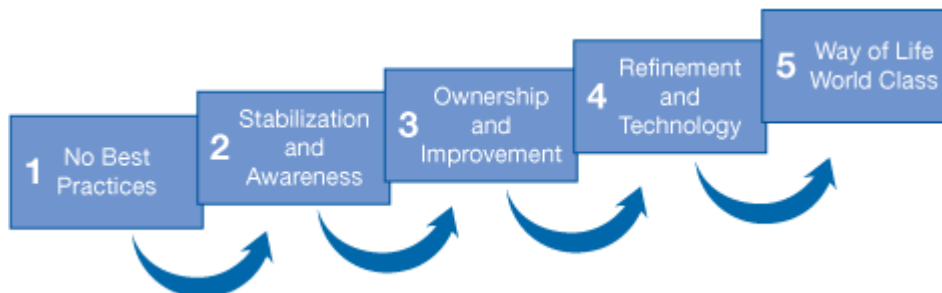 1 No Best
Practices
2 Stabilization
and
Awareness
3 Ownership
and
Improvement
4 Refinement
and
Technology
5 Way of Life
World Class